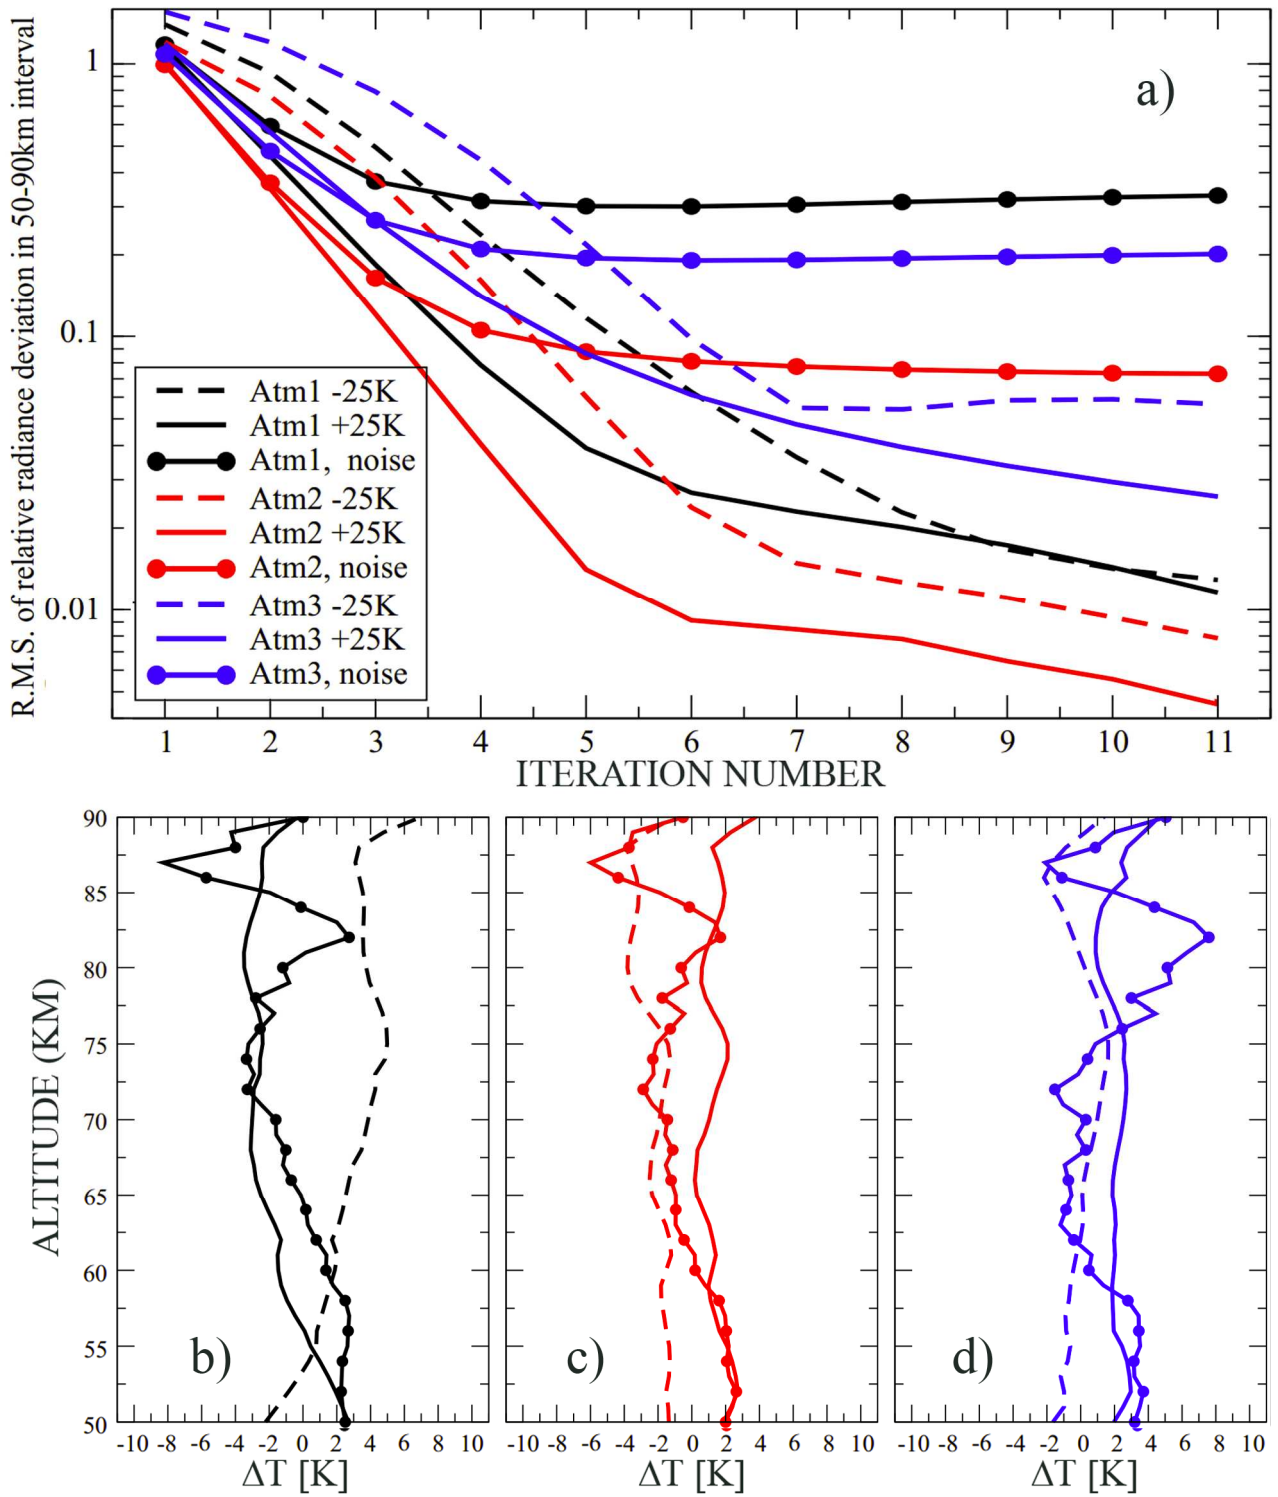 R.M.S. of relative radiance deviation in 50-90km interval
a)
1
0.1
0.01
Atm1 -25K
Atm1 +25K
Atm1, noise
Atm2 -25K
Atm2 +25K
Atm2, noise
Atm3 -25K
Atm3 +25K
Atm3, noise
1 2 3 4 5 6 7 8 9 10 11
ITERATION NUMBER
ALTITUDE (KM)
90
85
80
75
70
65
60
55
50
b)
c)
d)
-10 -8 -6 -4 -2 0 2 4 6 8 10
-10 -8 -6 -4 -2 0 2 4 6 8 10
-10 -8 -6 -4 -2 0 2 4 6 8 10
ΔT [K]
ΔT [K]
ΔT [K]